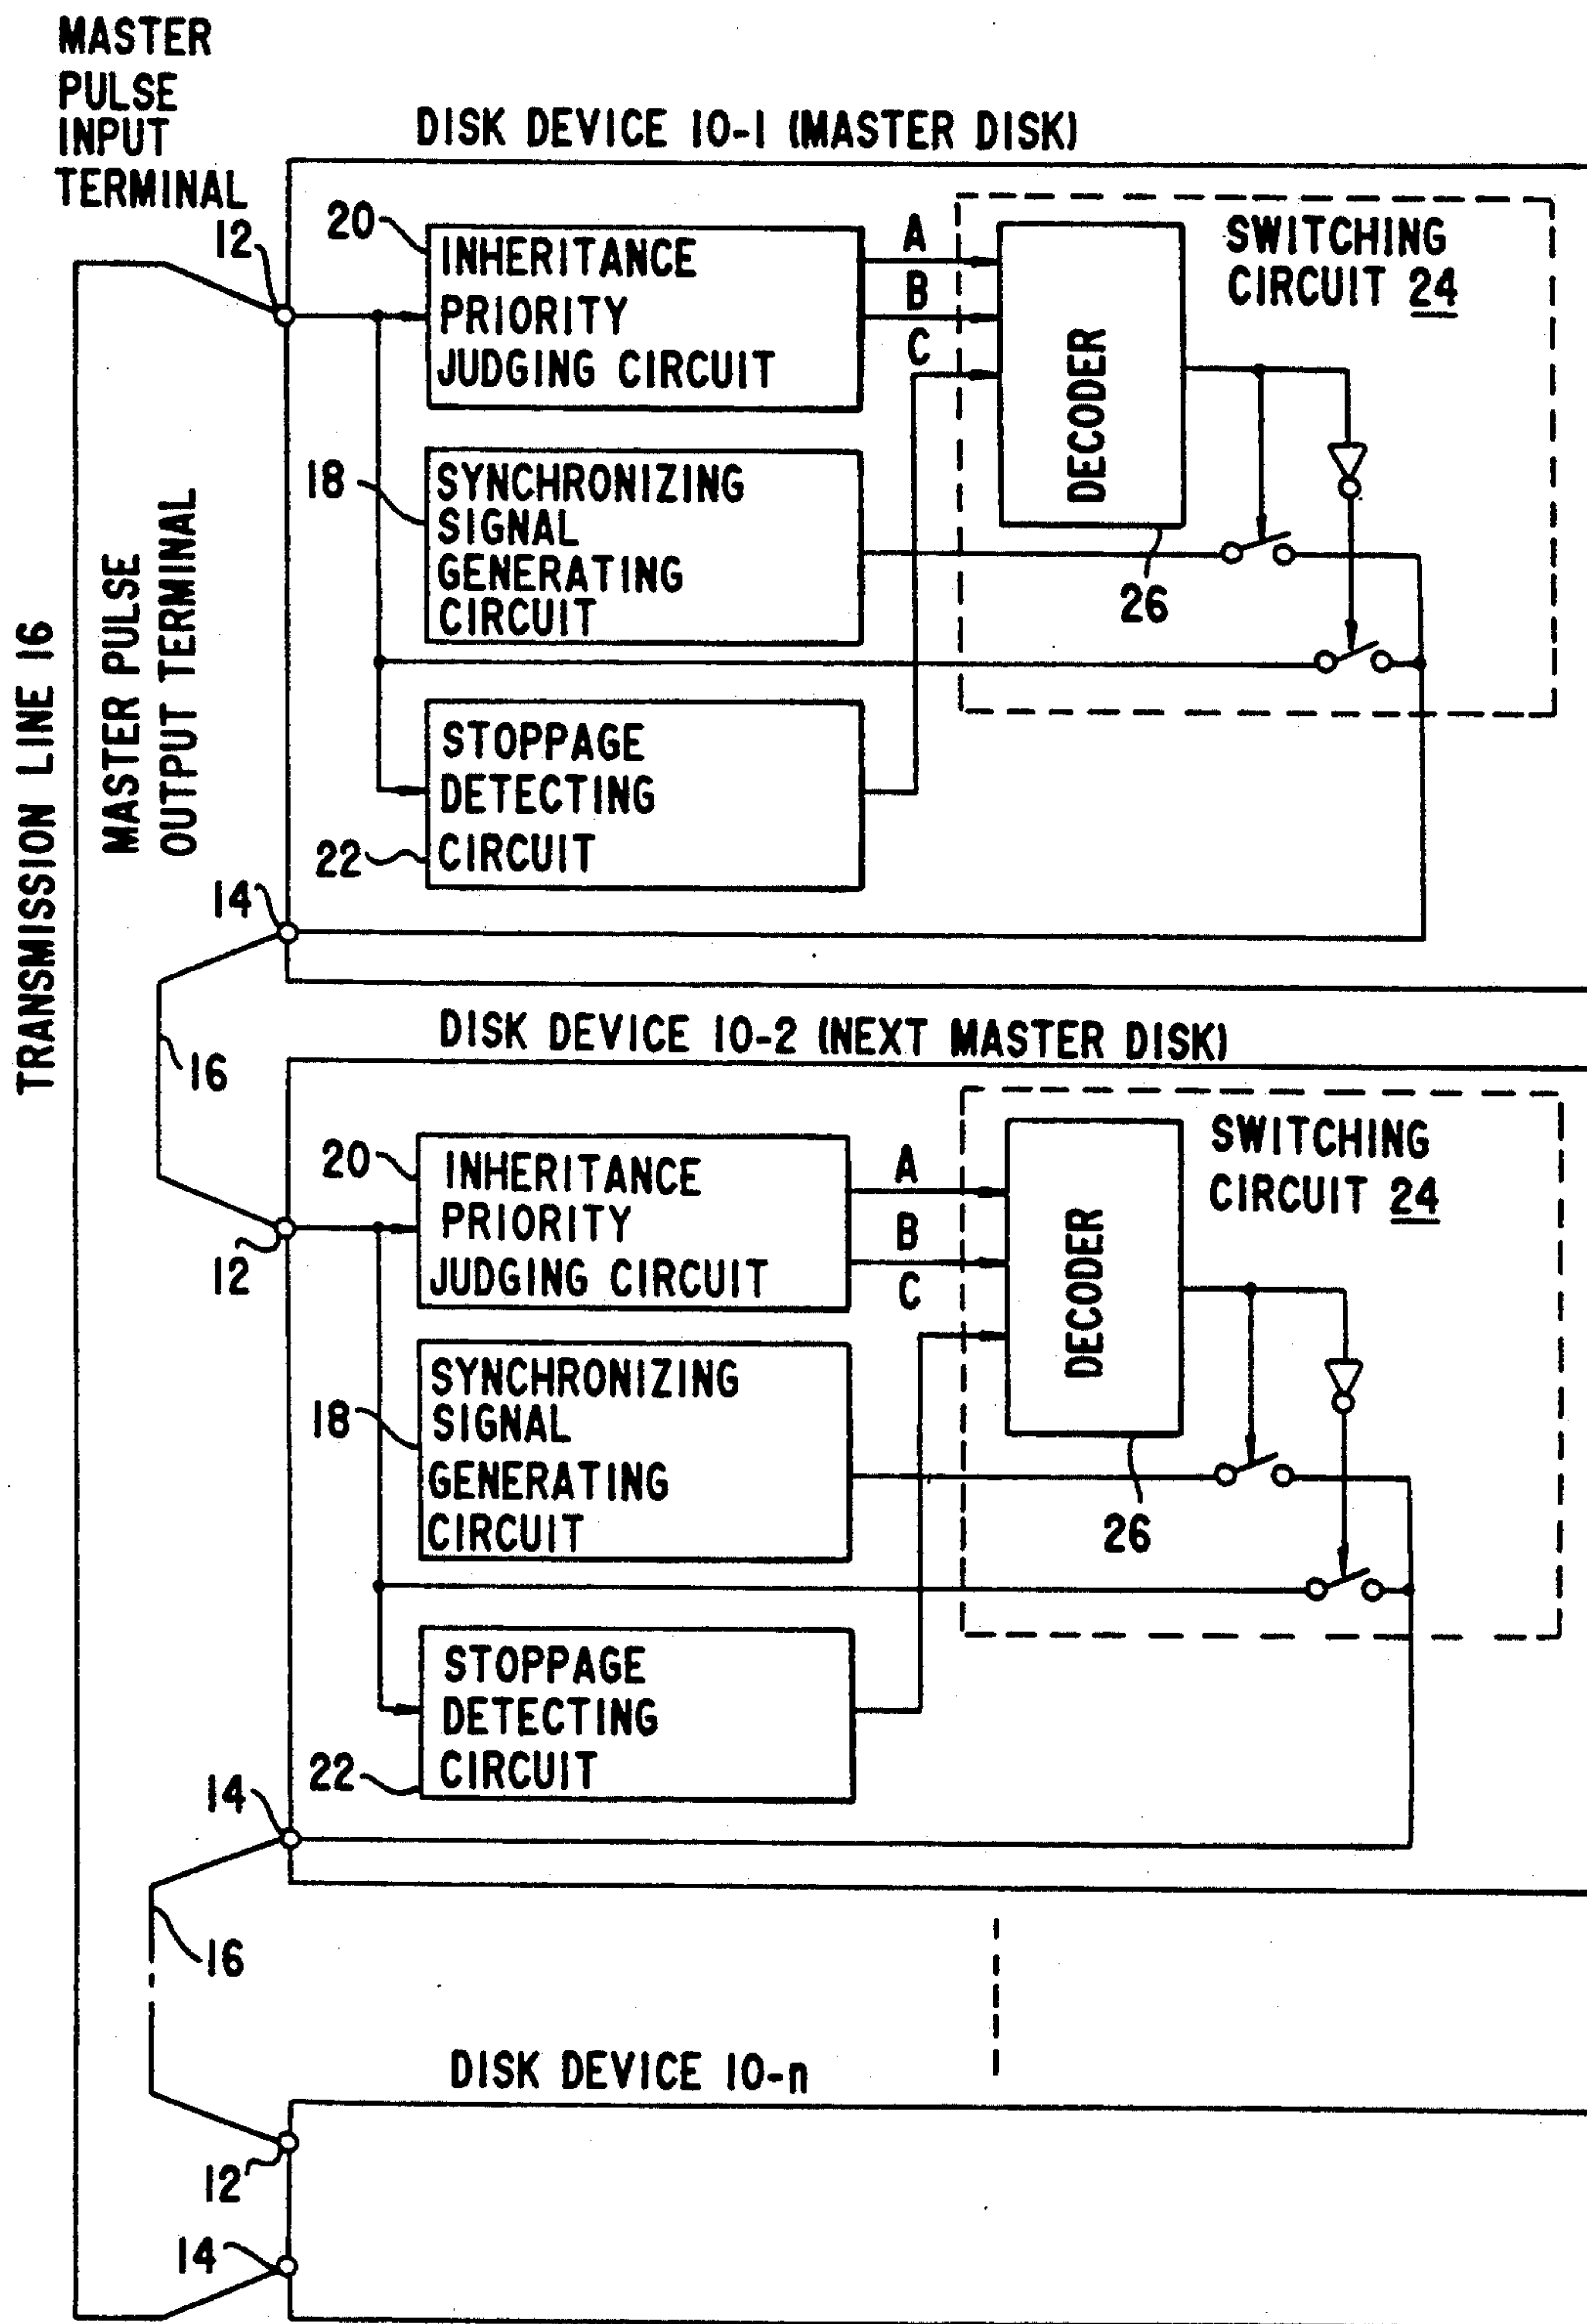 MASTER
PULSE
INPUT
TERMINAL
DISK DEVICE 10-1 (MASTER DISK)
12
20
INHERITANCE
PRIORITY
JUDGING CIRCUIT
A
B
C
SWITCHING
CIRCUIT 24
DECODER
26
18
SYNCHRONIZING
SIGNAL
GENERATING
CIRCUIT
STOPPAGE
DETECTING
CIRCUIT
22
14
TRANSMISSION LINE 16
MASTER PULSE
OUTPUT TERMINAL
16
DISK DEVICE 10-2 (NEXT MASTER DISK)
12
20
INHERITANCE
PRIORITY
JUDGING CIRCUIT
A
B
C
SWITCHING
CIRCUIT 24
DECODER
26
18
SYNCHRONIZING
SIGNAL
GENERATING
CIRCUIT
STOPPAGE
DETECTING
CIRCUIT
22
14
16
DISK DEVICE 10-n
12
14